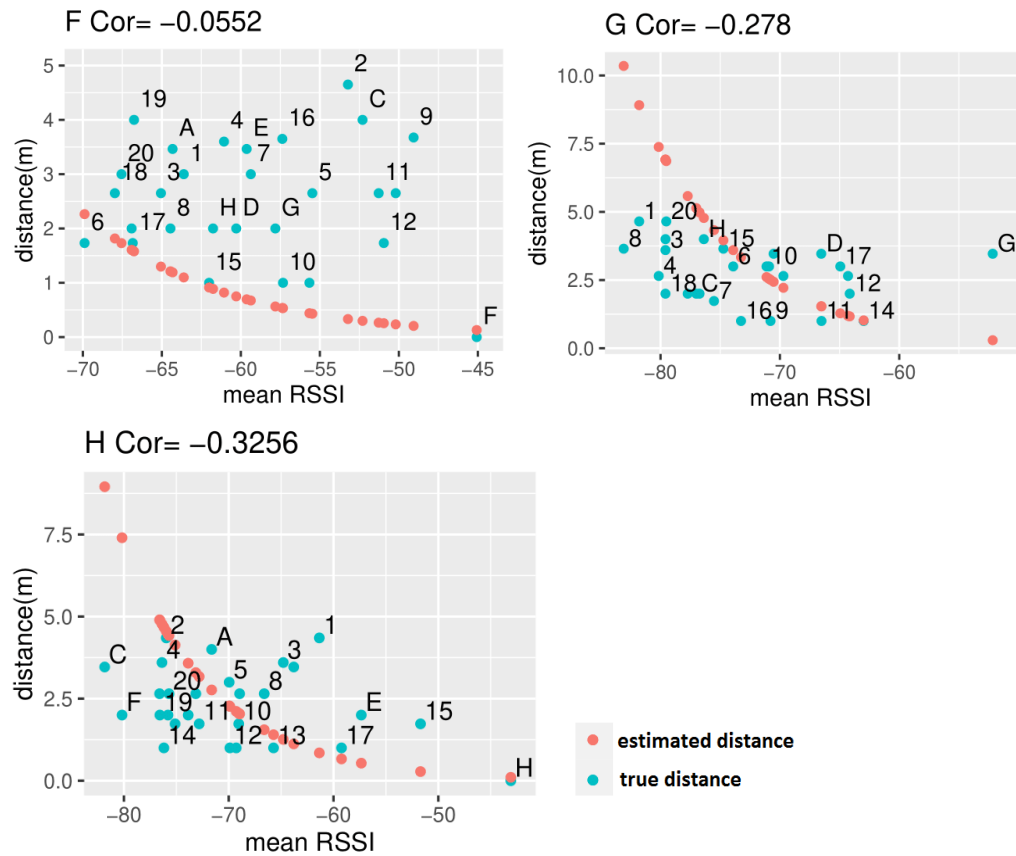 F Cor= −0.0552
G Cor= −0.278
distance(m)
5
4
3
2
1
0
2
19
C
4
16
9
A
E
20
1
7
18
3
5
11
6
17
8
H
D
G
12
15
10
F
−70
−65
−60
−55
−50
−45
mean RSSI
distance(m)
10.0
7.5
5.0
2.5
0.0
1
20
8
3
H
15
D
G
4
6
10
17
18
C
7
12
16
9
11
14
−80
−70
−60
mean RSSI
H Cor= −0.3256
distance(m)
7.5
5.0
2.5
0.0
2
1
C
4
A
3
20
5
8
F
19
11
10
E
15
14
12
13
17
H
−80
−70
−60
−50
mean RSSI
estimated distance
true distance